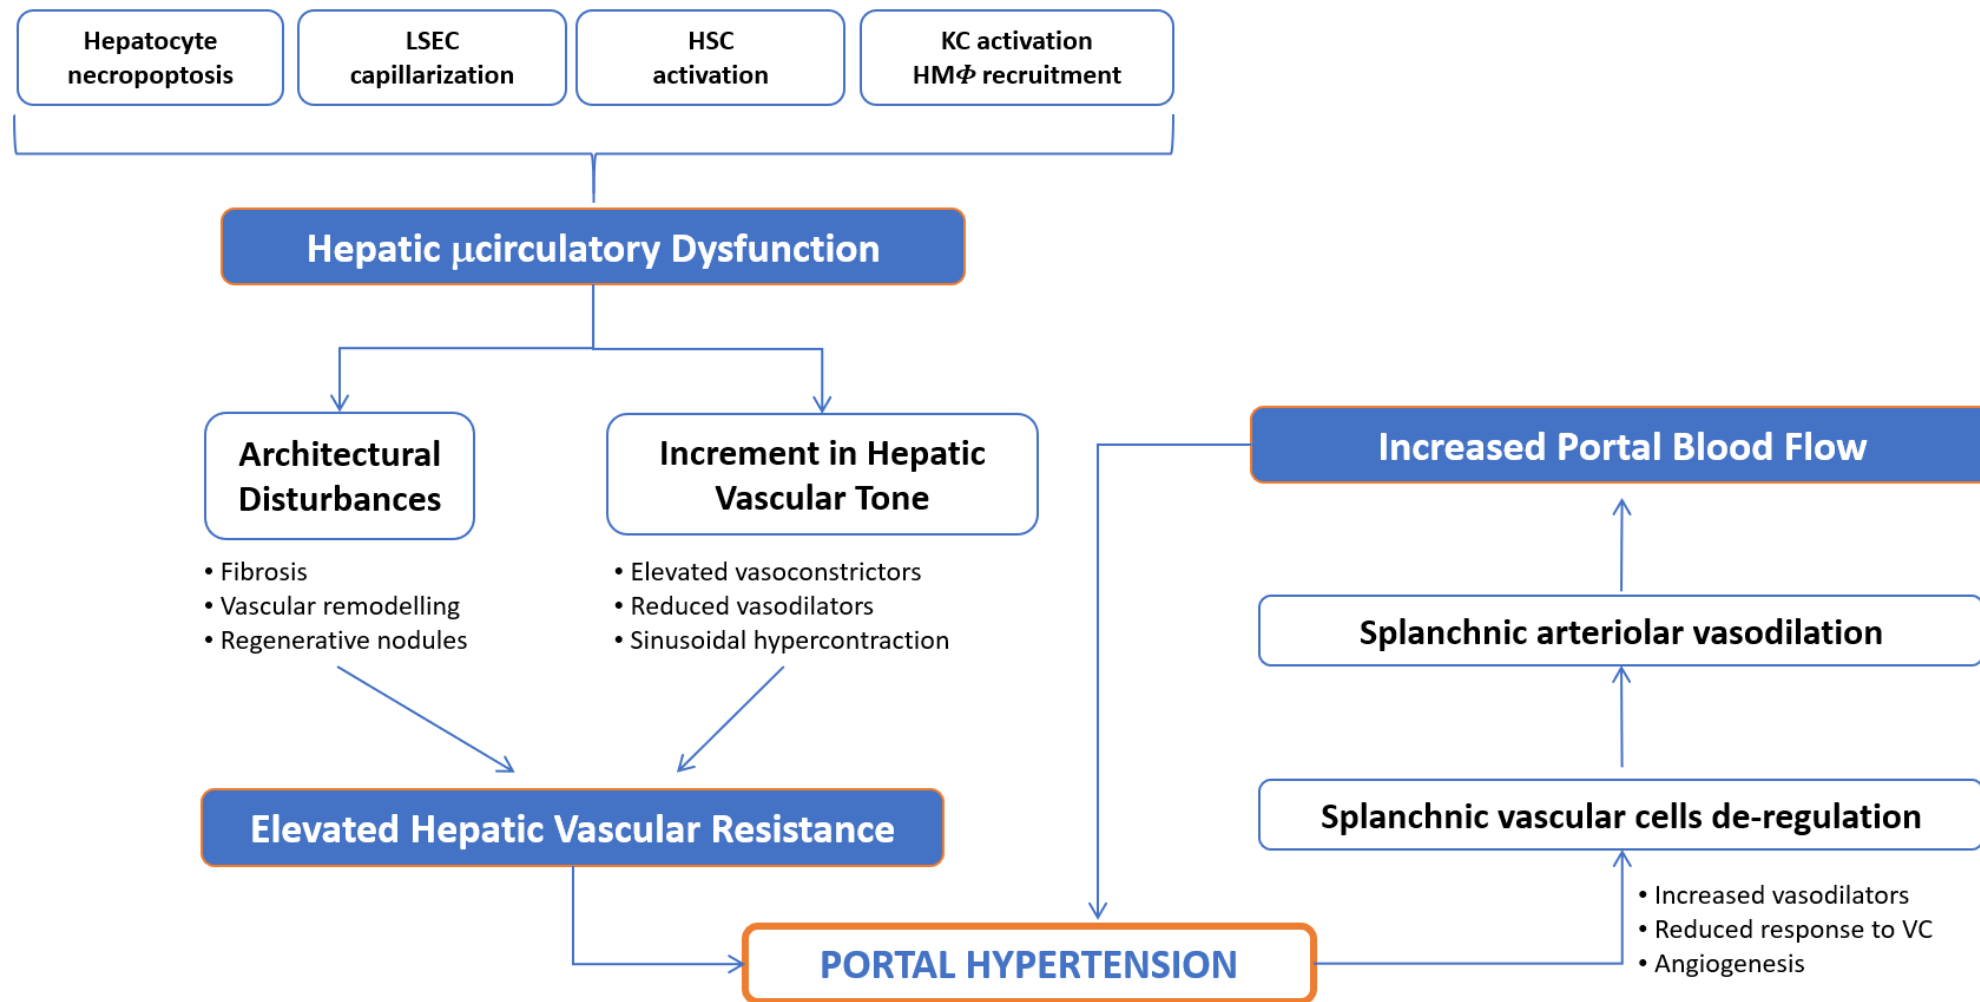 Hepatocyte
necropoptosis
LSEC
capillarization
HSC
activation
KC activation
HMΦ recruitment
Hepatic μcirculatory Dysfunction
Architectural
Disturbances
• Fibrosis
• Vascular remodelling
• Regenerative nodules
Increment in Hepatic
Vascular Tone
• Elevated vasoconstrictors
• Reduced vasodilators
• Sinusoidal hypercontraction
Elevated Hepatic Vascular Resistance
PORTAL HYPERTENSION
Increased Portal Blood Flow
Splanchnic arteriolar vasodilation
Splanchnic vascular cells de-regulation
• Increased vasodilators
• Reduced response to VC
• Angiogenesis